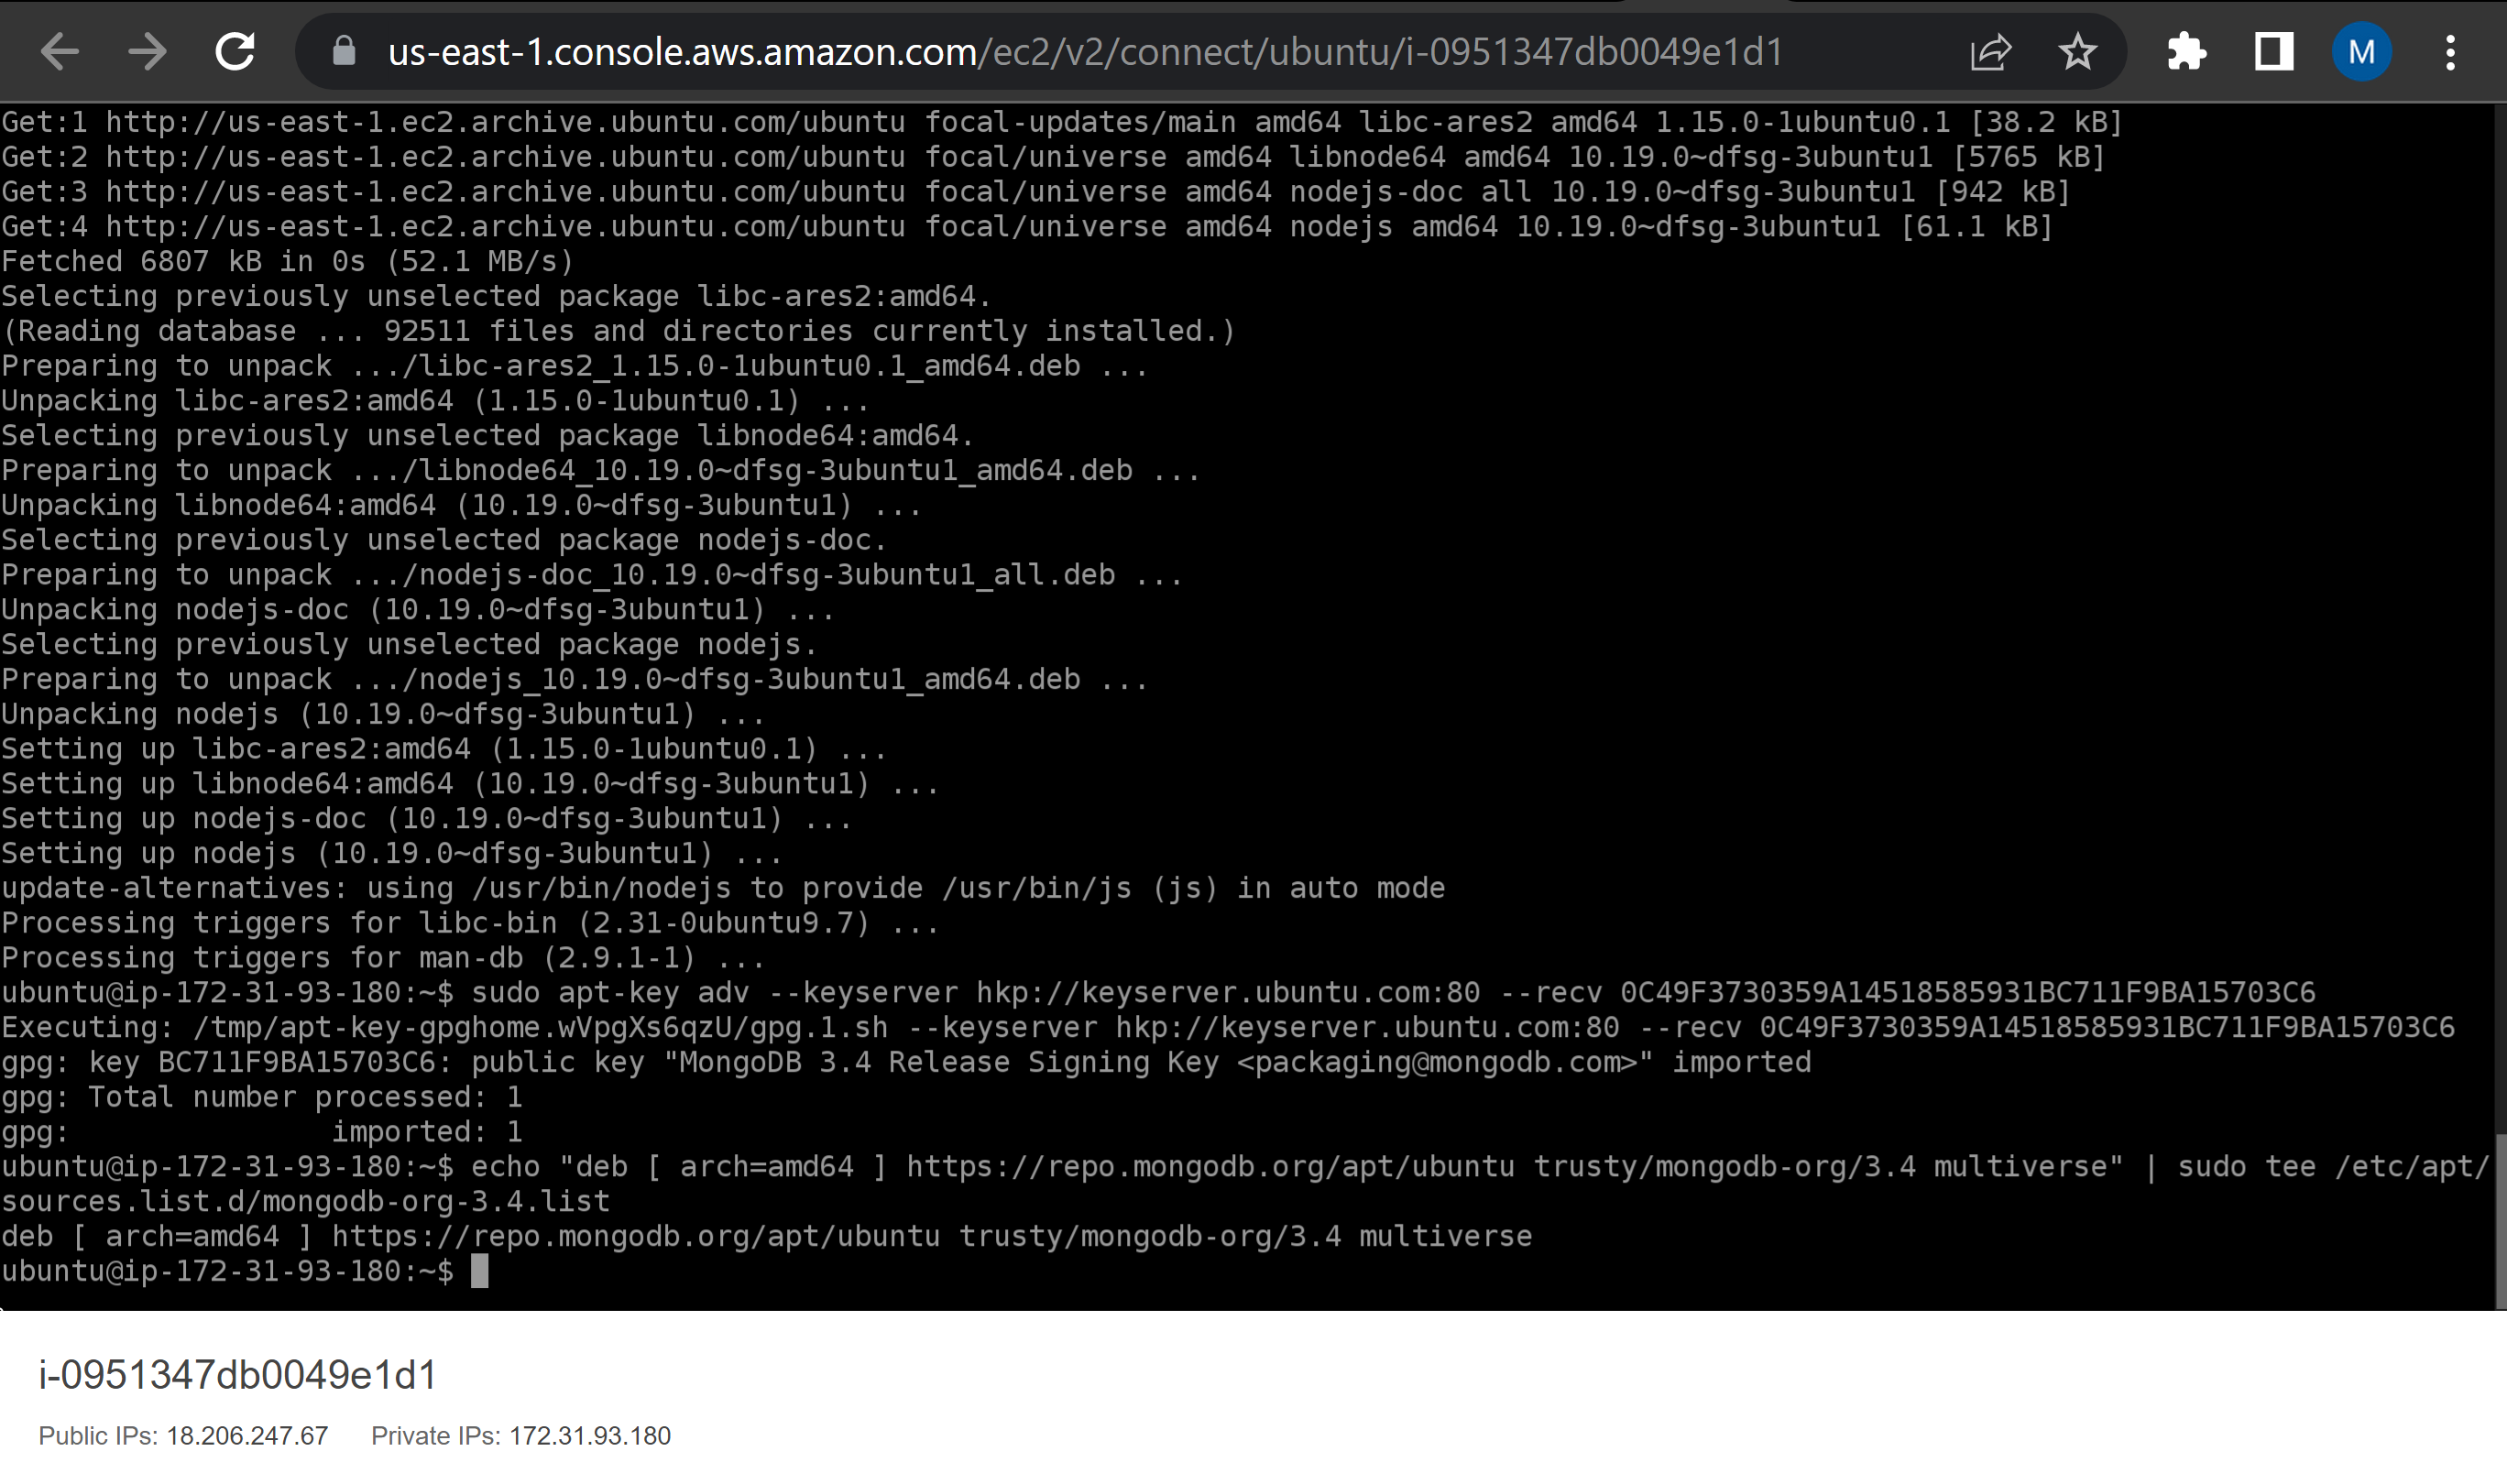 us-east-1.console.aws.amazon.com/ec2/v2/connect/ubuntu/i-0951347db0049e1d1
M
Get:1 http://us-east-1.ec2.archive.ubuntu.com/ubuntu focal-updates/main amd64 libc-ares2 amd64 1.15.0-1ubuntu0.1 [38.2 kB]
Get:2 http://us-east-1.ec2.archive.ubuntu.com/ubuntu focal/universe amd64 libnode64 amd64 10.19.0~dfsg-3ubuntu1 [5765 kB]
Get:3 http://us-east-1.ec2.archive.ubuntu.com/ubuntu focal/universe amd64 nodejs-doc all 10.19.0~dfsg-3ubuntu1 [942 kB]
Get:4 http://us-east-1.ec2.archive.ubuntu.com/ubuntu focal/universe amd64 nodejs amd64 10.19.0~dfsg-3ubuntu1 [61.1 kB]
Fetched 6807 kB in 0s (52.1 MB/s)
Selecting previously unselected package libc-ares2:amd64.
(Reading database ... 92511 files and directories currently installed.)
Preparing to unpack .../libc-ares2_1.15.0-1ubuntu0.1_amd64.deb ...
Unpacking libc-ares2:amd64 (1.15.0-1ubuntu0.1) ...
Selecting previously unselected package libnode64:amd64.
Preparing to unpack .../libnode64_10.19.0~dfsg-3ubuntu1_amd64.deb ...
Unpacking libnode64:amd64 (10.19.0~dfsg-3ubuntu1) ...
Selecting previously unselected package nodejs-doc.
Preparing to unpack .../nodejs-doc_10.19.0~dfsg-3ubuntu1_all.deb ...
Unpacking nodejs-doc (10.19.0~dfsg-3ubuntu1) ...
Selecting previously unselected package nodejs.
Preparing to unpack .../nodejs_10.19.0~dfsg-3ubuntu1_amd64.deb ...
Unpacking nodejs (10.19.0~dfsg-3ubuntu1) ...
Setting up libc-ares2:amd64 (1.15.0-1ubuntu0.1) ...
Setting up libnode64:amd64 (10.19.0~dfsg-3ubuntu1) ...
Setting up nodejs-doc (10.19.0~dfsg-3ubuntu1) ...
Setting up nodejs (10.19.0~dfsg-3ubuntu1) ...
update-alternatives: using /usr/bin/nodejs to provide /usr/bin/js (js) in auto mode
Processing triggers for libc-bin (2.31-0ubuntu9.7) ...
Processing triggers for man-db (2.9.1-1) ...
ubuntu@ip-172-31-93-180:~$ sudo apt-key adv --keyserver hkp://keyserver.ubuntu.com:80 --recv 0C49F3730359A14518585931BC711F9BA15703C6
Executing: /tmp/apt-key-gpghome.wVpgXs6qzU/gpg.1.sh --keyserver hkp://keyserver.ubuntu.com:80 --recv 0C49F3730359A14518585931BC711F9BA15703C6
gpg: key BC711F9BA15703C6: public key "MongoDB 3.4 Release Signing Key <packaging@mongodb.com>" imported
gpg: Total number processed: 1
gpg:               imported: 1
ubuntu@ip-172-31-93-180:~$ echo "deb [ arch=amd64 ] https://repo.mongodb.org/apt/ubuntu trusty/mongodb-org/3.4 multiverse" | sudo tee /etc/apt/
sources.list.d/mongodb-org-3.4.list
deb [ arch=amd64 ] https://repo.mongodb.org/apt/ubuntu trusty/mongodb-org/3.4 multiverse
ubuntu@ip-172-31-93-180:~$
i-0951347db0049e1d1
Public IPs: 18.206.247.67 Private IPs: 172.31.93.180